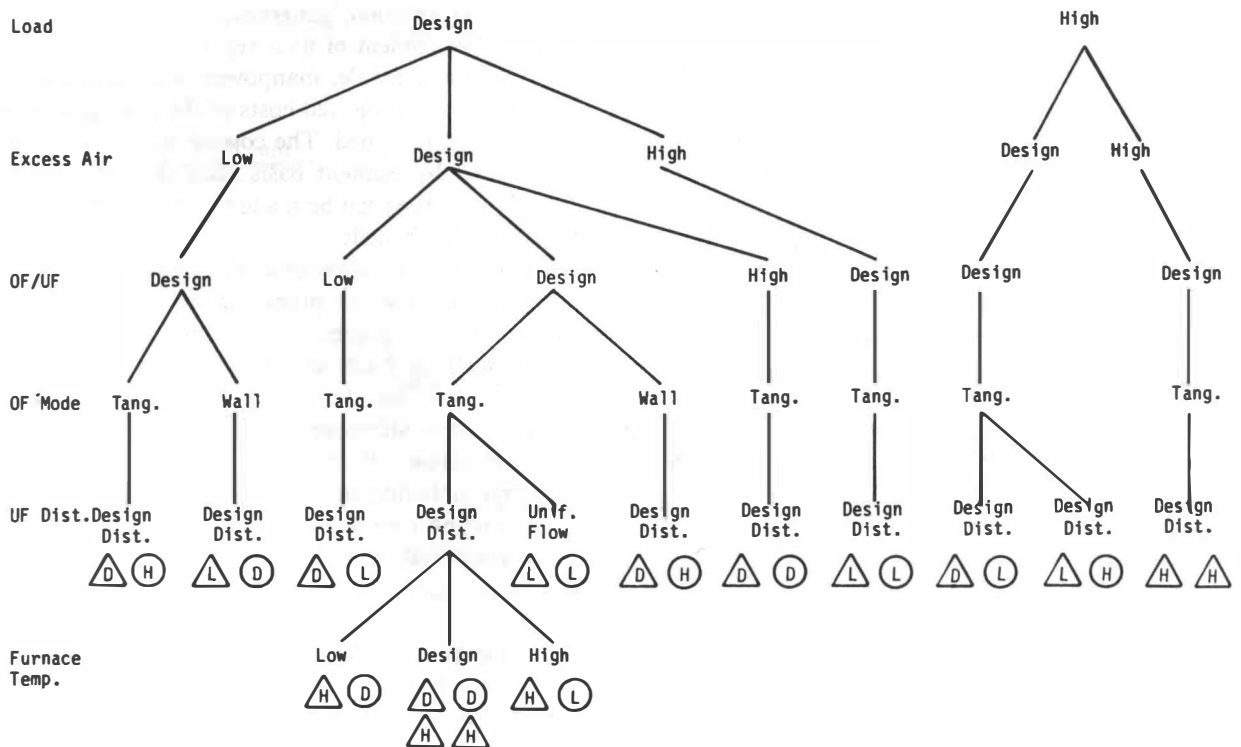 Load Design High
Excess Air Low Design High Design High
OF/UF Design Low Design High Design Design Design
OF Mode Tang. Wall Tang. Tang. Wall Tang. Tang. Tang. Tang.
UF Dist. Design Design Design Design Unif. Design Design Design Design Design Design
Dist. Dist. Dist. Dist. Flow Dist. Dist. Dist. Dist. Dist. Dist.
D H L D D L L L D H D D L L D L L H H H
Furnace Low Design High
Temp.
H D D D H L
H H